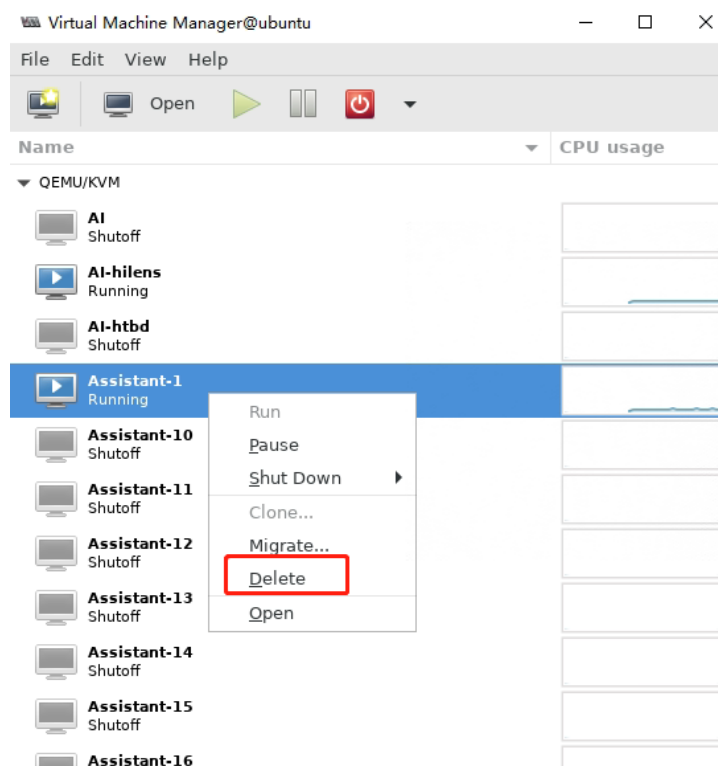 Virtual Machine Manager@ubuntu
File Edit View Help
Open
Name CPU usage
QEMU/KVM
AI
Shutoff
AI-hilens
Running
AI-htbd
Shutoff
Assistant-1
Running
Run
Pause
Shut Down
Clone...
Migrate...
Delete
Open
Assistant-10
Shutoff
Assistant-11
Shutoff
Assistant-12
Shutoff
Assistant-13
Shutoff
Assistant-14
Shutoff
Assistant-15
Shutoff
Assistant-16